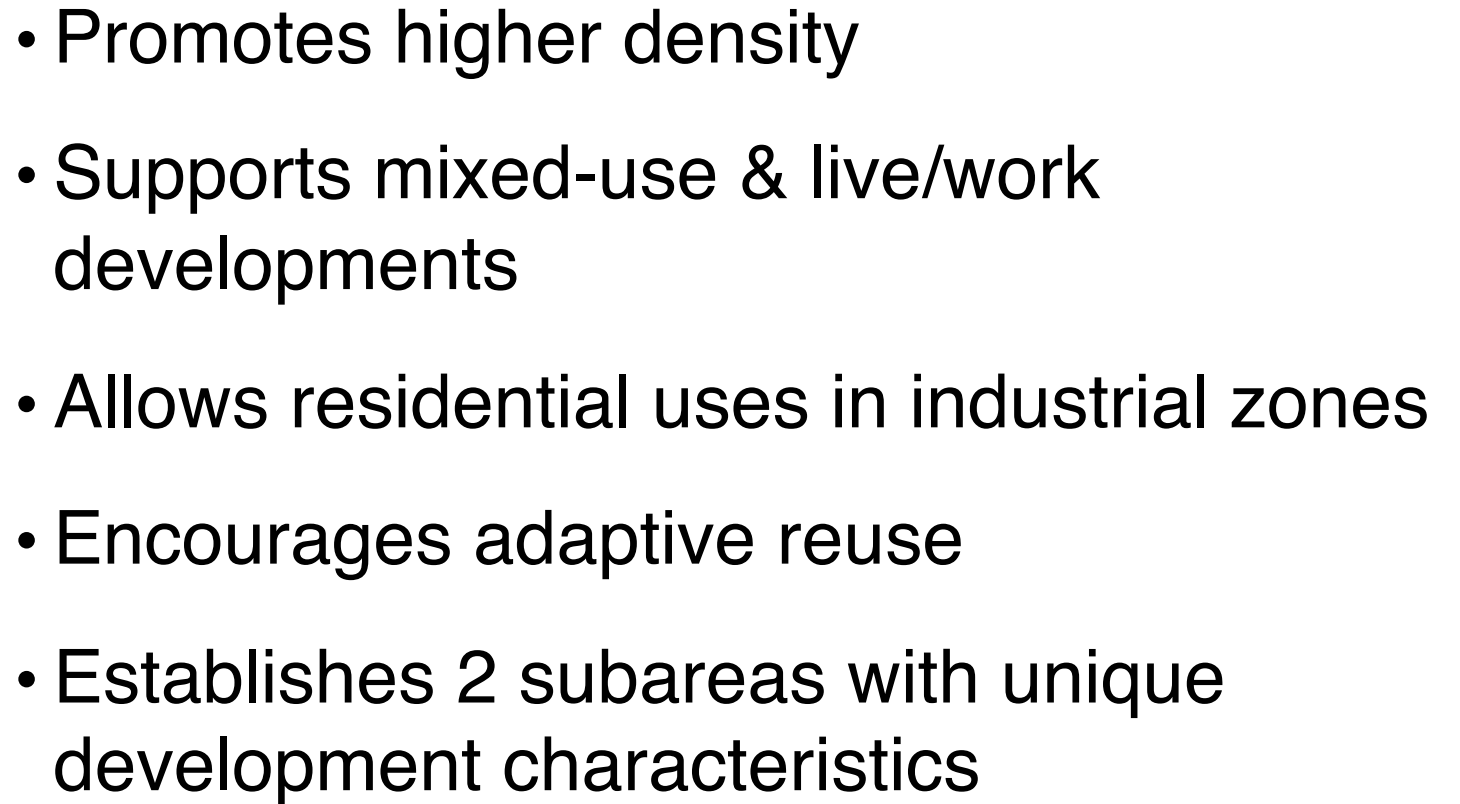 • Promotes higher density
• Supports mixed-use & live/work
developments
• Allows residential uses in industrial zones
• Encourages adaptive reuse
• Establishes 2 subareas with unique
development characteristics